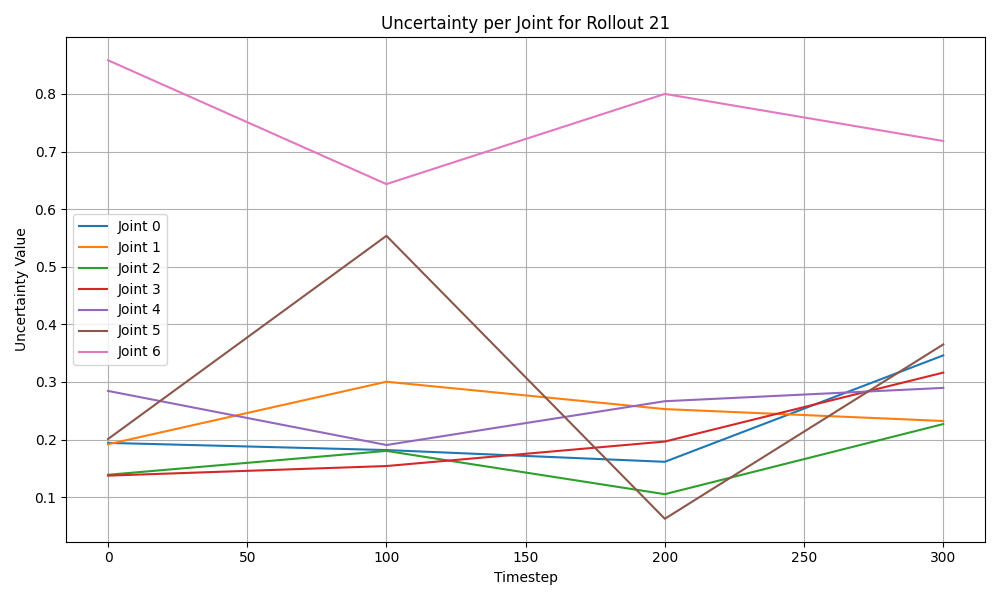 Uncertainty per Joint for Rollout 21
Uncertainty Value
0.8
0.7
0.6
0.5
0.4
0.3
0.2
0.1
Joint 0
Joint 1
Joint 2
Joint 3
Joint 4
Joint 5
Joint 6
0 50 100 150 200 250 300
Timestep